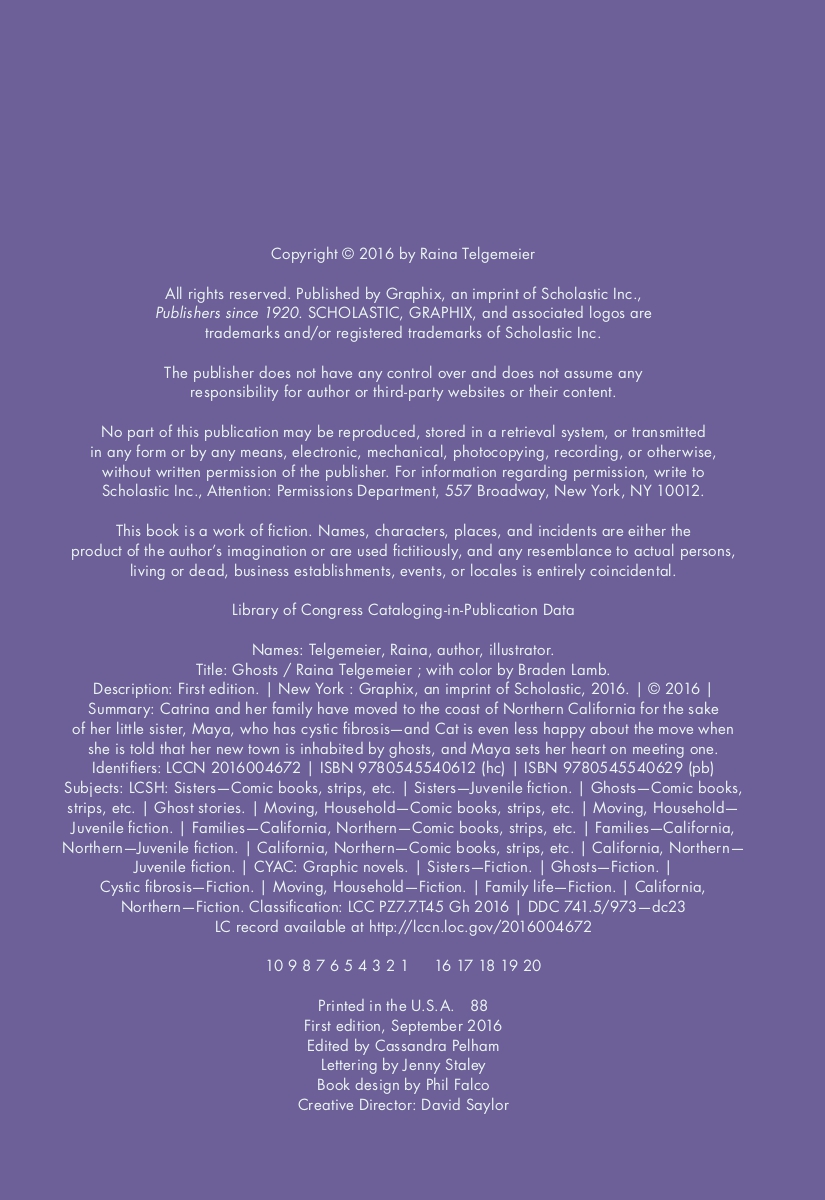 Copyright © 2016 by Raina Telgemeier
All rights reserved. Published by Graphix, an imprint of Scholastic Inc.,
Publishers since 1920. SCHOLASTIC, GRAPHIX, and associated logos are
trademarks and/or registered trademarks of Scholastic Inc.
The publisher does not have any control over and does not assume any
responsibility for author or third-party websites or their content.
No part of this publication may be reproduced, stored in a retrieval system, or transmitted
in any form or by any means, electronic, mechanical, photocopying, recording, or otherwise,
without written permission of the publisher. For information regarding permission, write to
Scholastic Inc., Attention: Permissions Department, 557 Broadway, New York, NY 10012.
This book is a work of fiction. Names, characters, places, and incidents are either the
product of the author’s imagination or are used fictitiously, and any resemblance to actual persons,
living or dead, business establishments, events, or locales is entirely coincidental.
Library of Congress Cataloging-in-Publication Data
Names: Telgemeier, Raina, author, illustrator.
Title: Ghosts / Raina Telgemeier ; with color by Braden Lamb.
Description: First edition. | New York : Graphix, an imprint of Scholastic, 2016. | © 2016 |
Summary: Catrina and her family have moved to the coast of Northern California for the sake
of her little sister, Maya, who has cystic fibrosis—and Cat is even less happy about the move when
she is told that her new town is inhabited by ghosts, and Maya sets her heart on meeting one.
Identifiers: LCCN 2016004672 | ISBN 9780545540612 (hc) | ISBN 9780545540629 (pb)
Subjects: LCSH: Sisters—Comic books, strips, etc. | Sisters—Juvenile fiction. | Ghosts—Comic books,
strips, etc. | Ghost stories. | Moving, Household—Comic books, strips, etc. | Moving, Household—
Juvenile fiction. | Families—California, Northern—Comic books, strips, etc. | Families—California,
Northern—Juvenile fiction. | California, Northern—Comic books, strips, etc. | California, Northern—
Juvenile fiction. | CYAC: Graphic novels. | Sisters—Fiction. | Ghosts—Fiction. |
Cystic fibrosis—Fiction. | Moving, Household—Fiction. | Family life—Fiction. | California,
Northern—Fiction. Classification: LCC PZ7.7.T45 Gh 2016 | DDC 741.5/973—dc23
LC record available at http://lccn.loc.gov/2016004672
10 9 8 7 6 5 4 3 2 1 16 17 18 19 20
Printed in the U.S.A. 88
First edition, September 2016
Edited by Cassandra Pelham
Lettering by Jenny Staley
Book design by Phil Falco
Creative Director: David Saylor